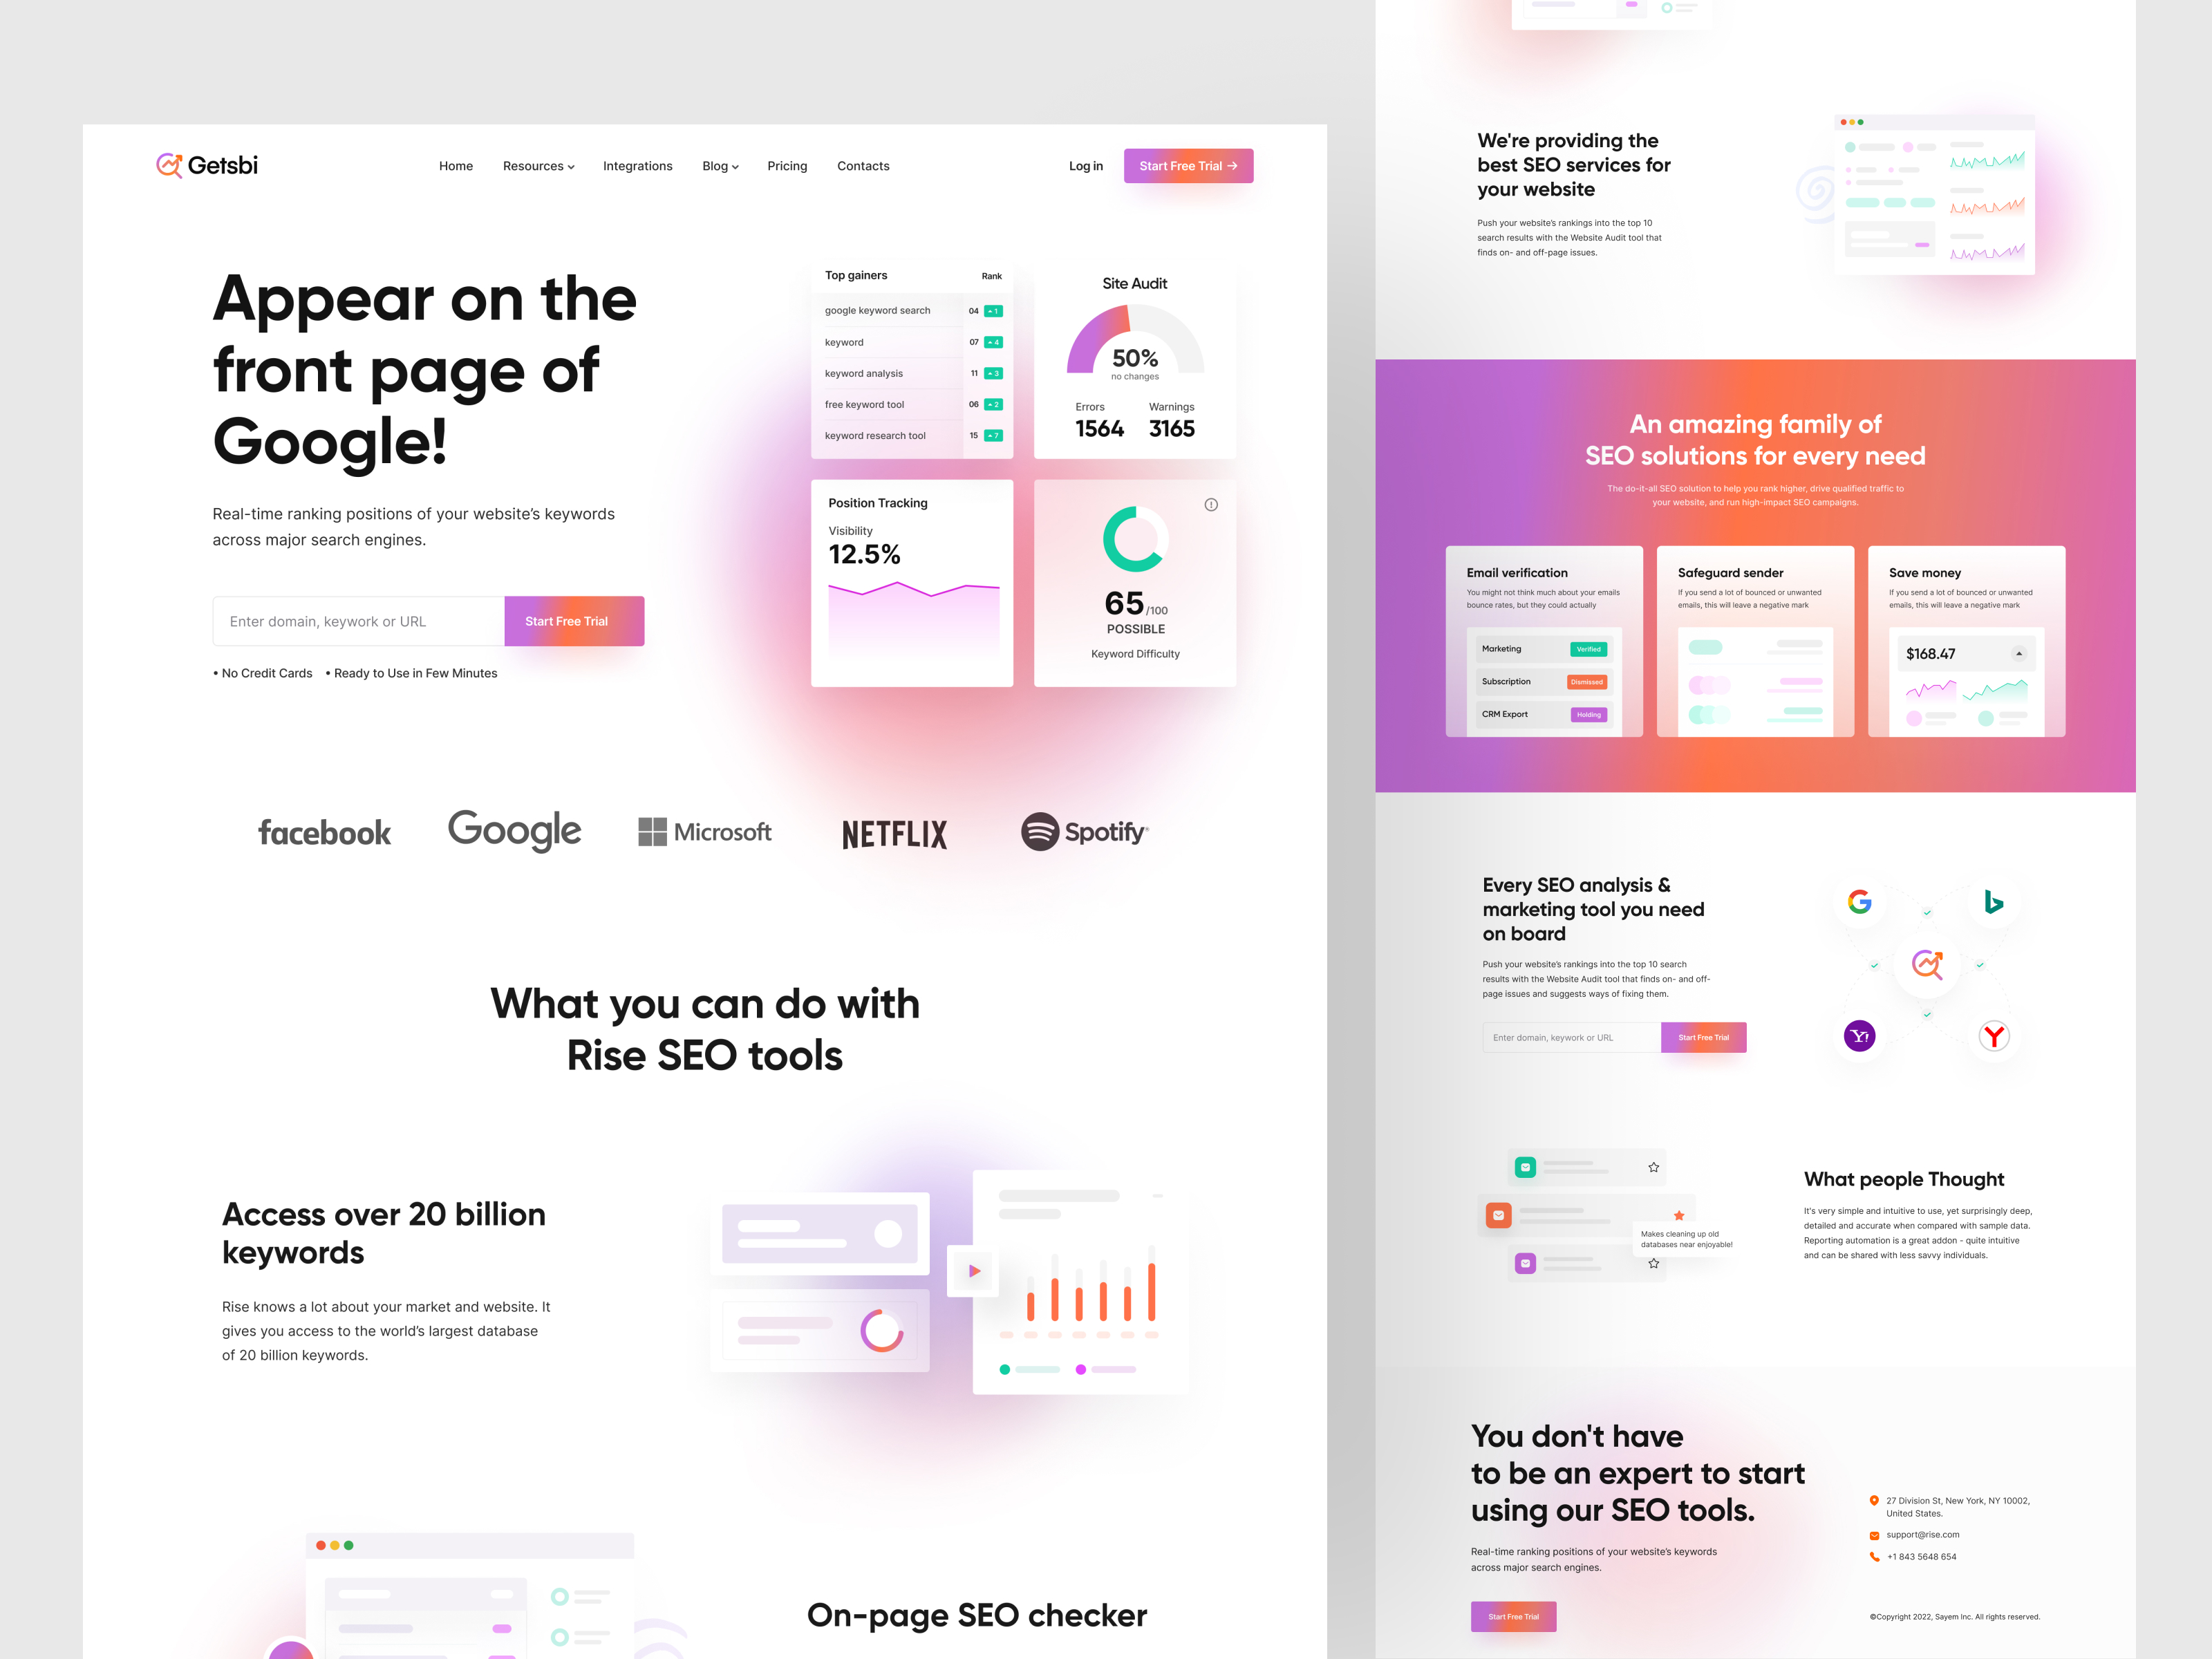 Getsbi
Home
Resources
Integrations
Blog
Pricing
Contacts
Log in
Start Free Trial →
Appear on the
front page of
Google!
Real-time ranking positions of your website's keywords
across major search engines.
Enter domain, keywork or URL
Start Free Trial
• No Credit Cards • Ready to Use in Few Minutes
Top gainers Rank
google keyword search 04 1
keyword 07 4
keyword analysis 11 3
free keyword tool 06 2
keyword research tool 15 7
Site Audit
50%
no changes
Errors Warnings
1564 3165
Position Tracking
Visibility
12.5%
65/100
POSSIBLE
Keyword Difficulty
facebook
Google
Microsoft
NETFLIX
Spotify
What you can do with
Rise SEO tools
Access over 20 billion
keywords
Rise knows a lot about your market and website. It
gives you access to the world's largest database
of 20 billion keywords.
On-page SEO checker
We're providing the
best SEO services for
your website
Push your website's rankings into the top 10
search results with the Website Audit tool that
finds on- and off-page issues.
An amazing family of
SEO solutions for every need
The do-it-all SEO solution to help you rank higher, drive qualified traffic to
your website, and run high-impact SEO campaigns.
Email verification
You might not think much about your emails
bounce rates, but they could actually
Marketing Verified
Subscription Dismissed
CRM Export Holding
Safeguard sender
If you send a lot of bounced or unwanted
emails, this will leave a negative mark
Save money
If you send a lot of bounced or unwanted
emails, this will leave a negative mark
$168.47
Every SEO analysis &
marketing tool you need
on board
Push your website's rankings into the top 10 search
results with the Website Audit tool that finds on- and off-
page issues and suggests ways of fixing them.
Enter domain, keywork or URL
Start Free Trial
G
b
Y!
Y
Makes cleaning up old
databases near enjoyable!
What people Thought
It's very simple and intuitive to use, yet surprisingly deep,
detailed and accurate when compared with sample data.
Reporting automation is a great addon - quite intuitive
and can be shared with less savvy individuals.
You don't have
to be an expert to start
using our SEO tools.
Real-time ranking positions of your website's keywords
across major search engines.
Start Free Trial
27 Division St, New York, NY 10002,
United States.
support@rise.com
+1 843 5648 654
©Copyright 2022, Sayem Inc. All rights reserved.